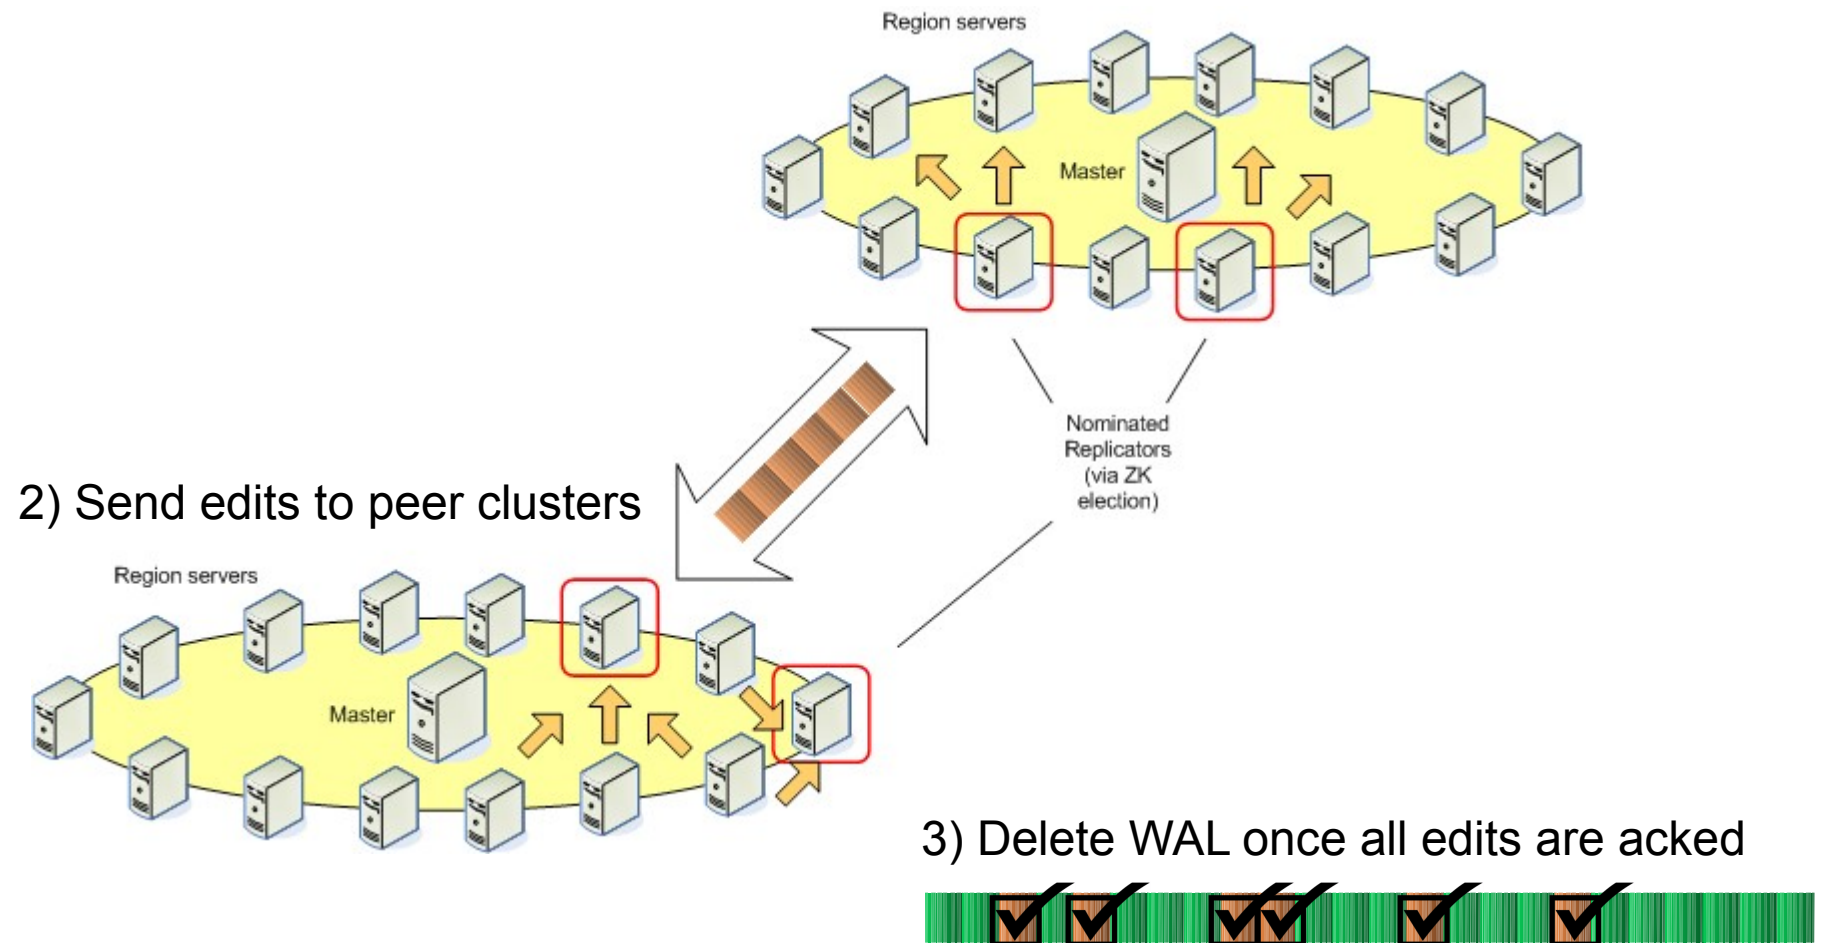 Region servers
Master
Nominated
Replicators
(via ZK
election)
2) Send edits to peer clusters
Region servers
Master
3) Delete WAL once all edits are acked